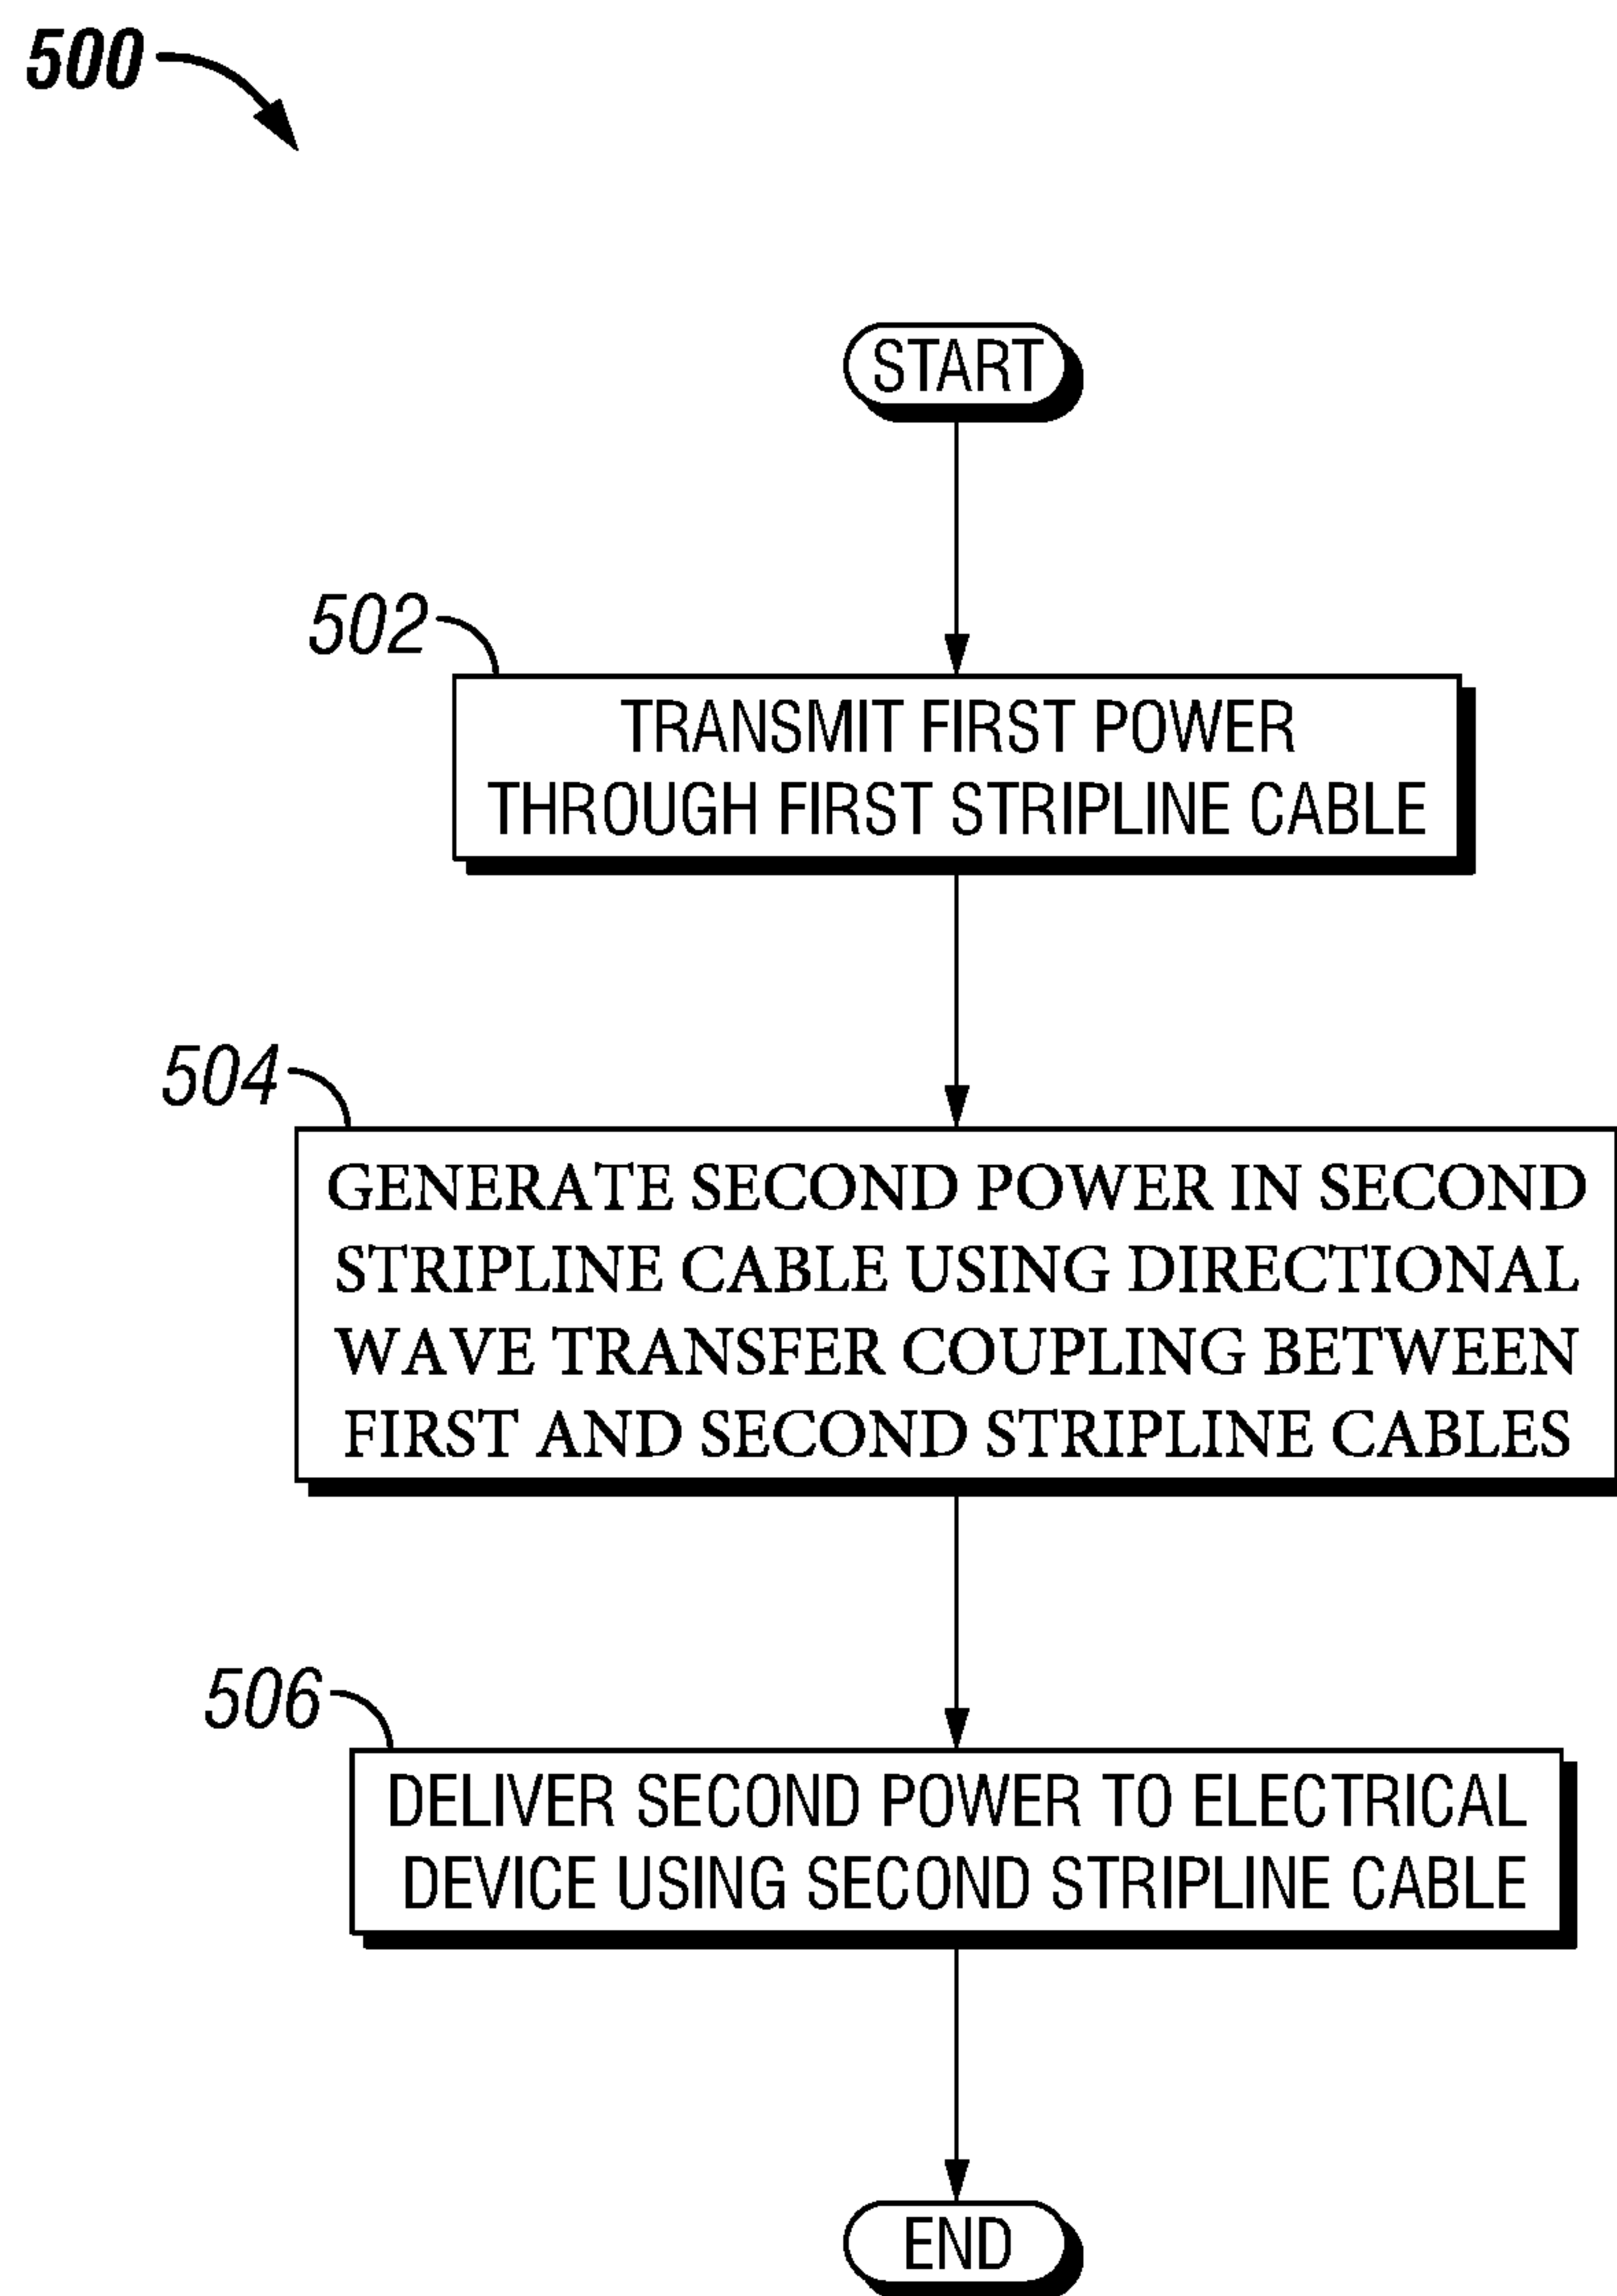 500
START
502
TRANSMIT FIRST POWER
THROUGH FIRST STRIPLINE CABLE
504
GENERATE SECOND POWER IN SECOND
STRIPLINE CABLE USING DIRECTIONAL
WAVE TRANSFER COUPLING BETWEEN
FIRST AND SECOND STRIPLINE CABLES
506
DELIVER SECOND POWER TO ELECTRICAL
DEVICE USING SECOND STRIPLINE CABLE
END